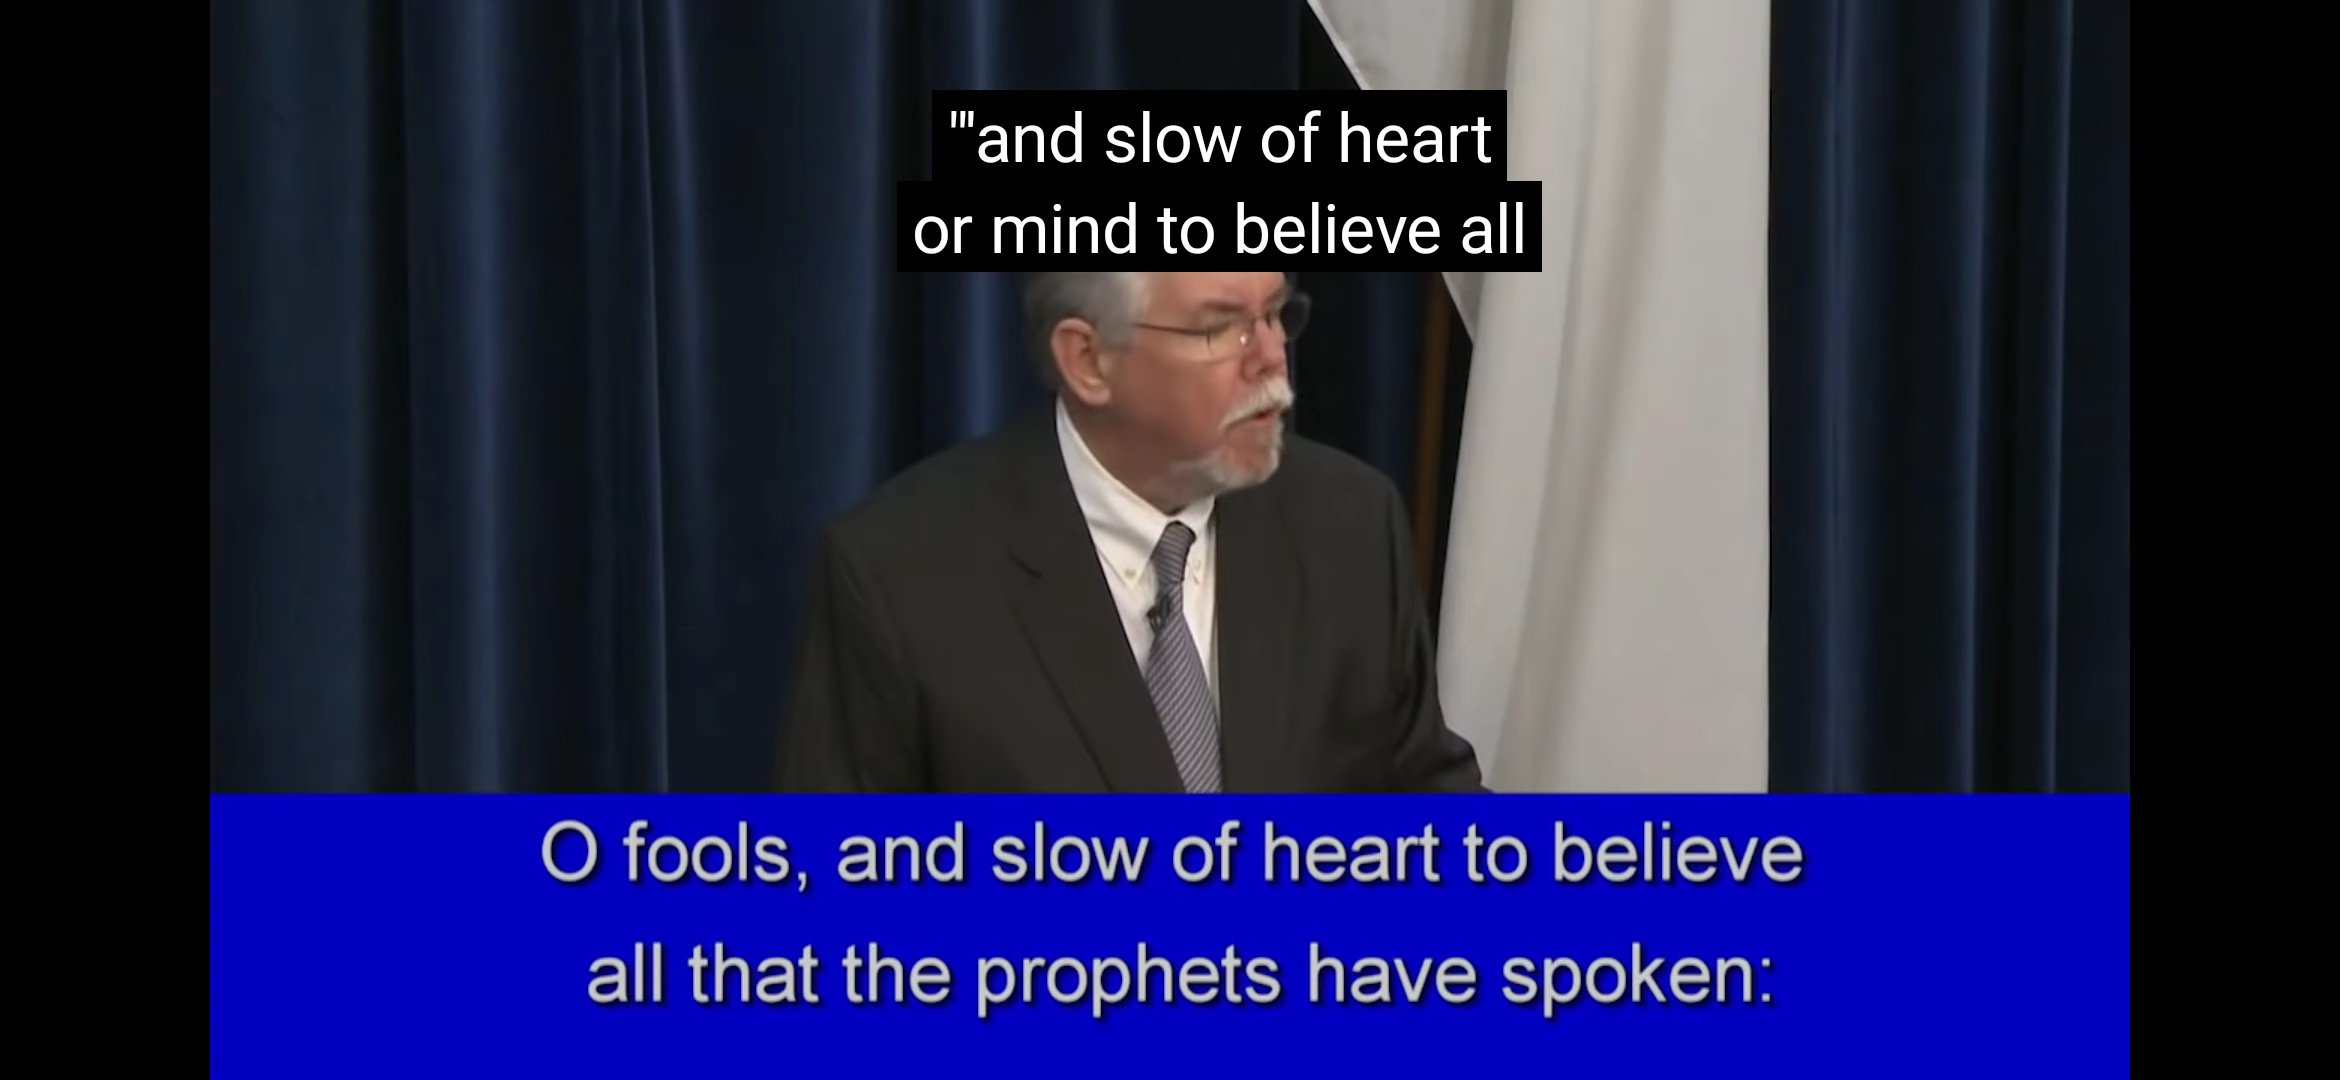 "'and slow of heart
or mind to believe all
O fools, and slow of heart to believe
all that the prophets have spoken: